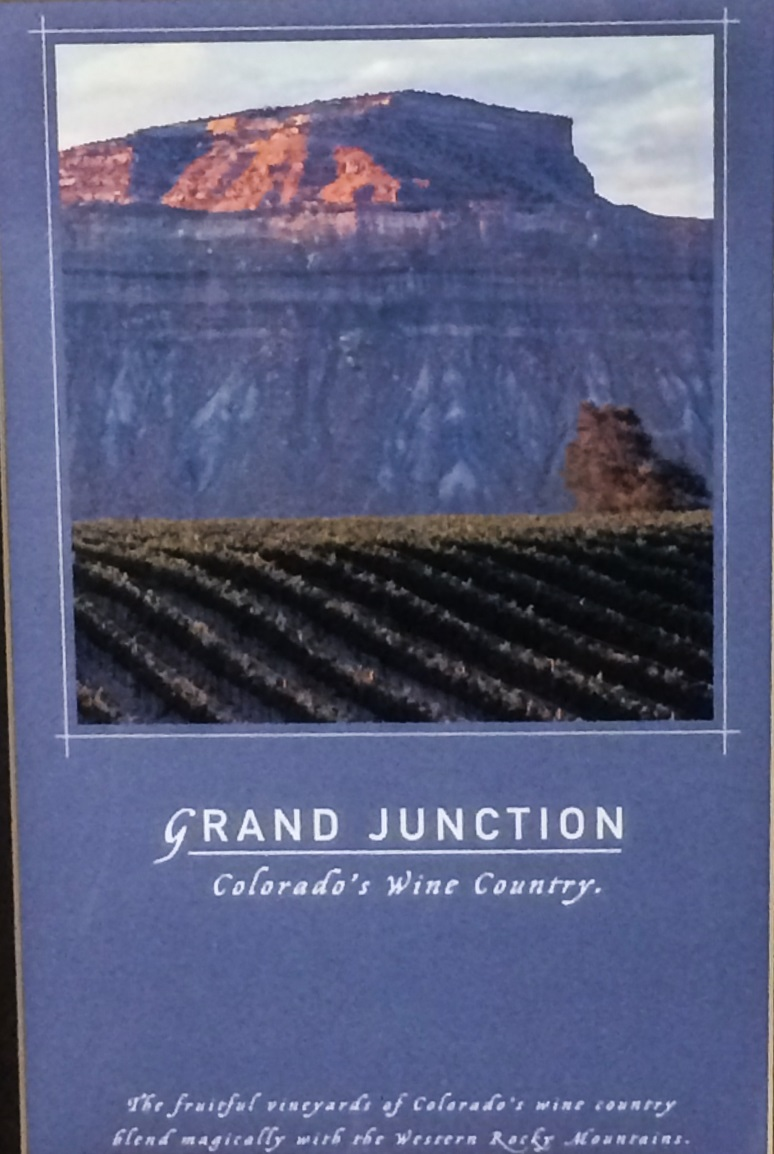 GRAND JUNCTION
Colorado's Wine Country.
The fruitful vineyards of Colorado's wine country
blend magically with the Western Rocky Mountains.